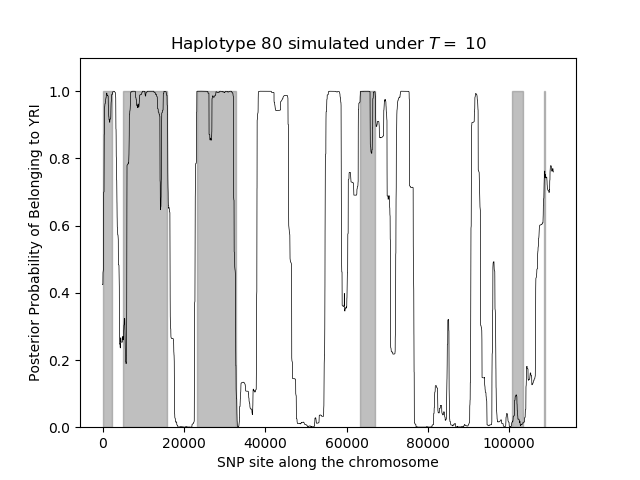 Haplotype 80 simulated under T = 10
Posterior Probability of Belonging to YRI
1.0
0.8
0.6
0.4
0.2
0.0
0 20000 40000 60000 80000 100000
SNP site along the chromosome